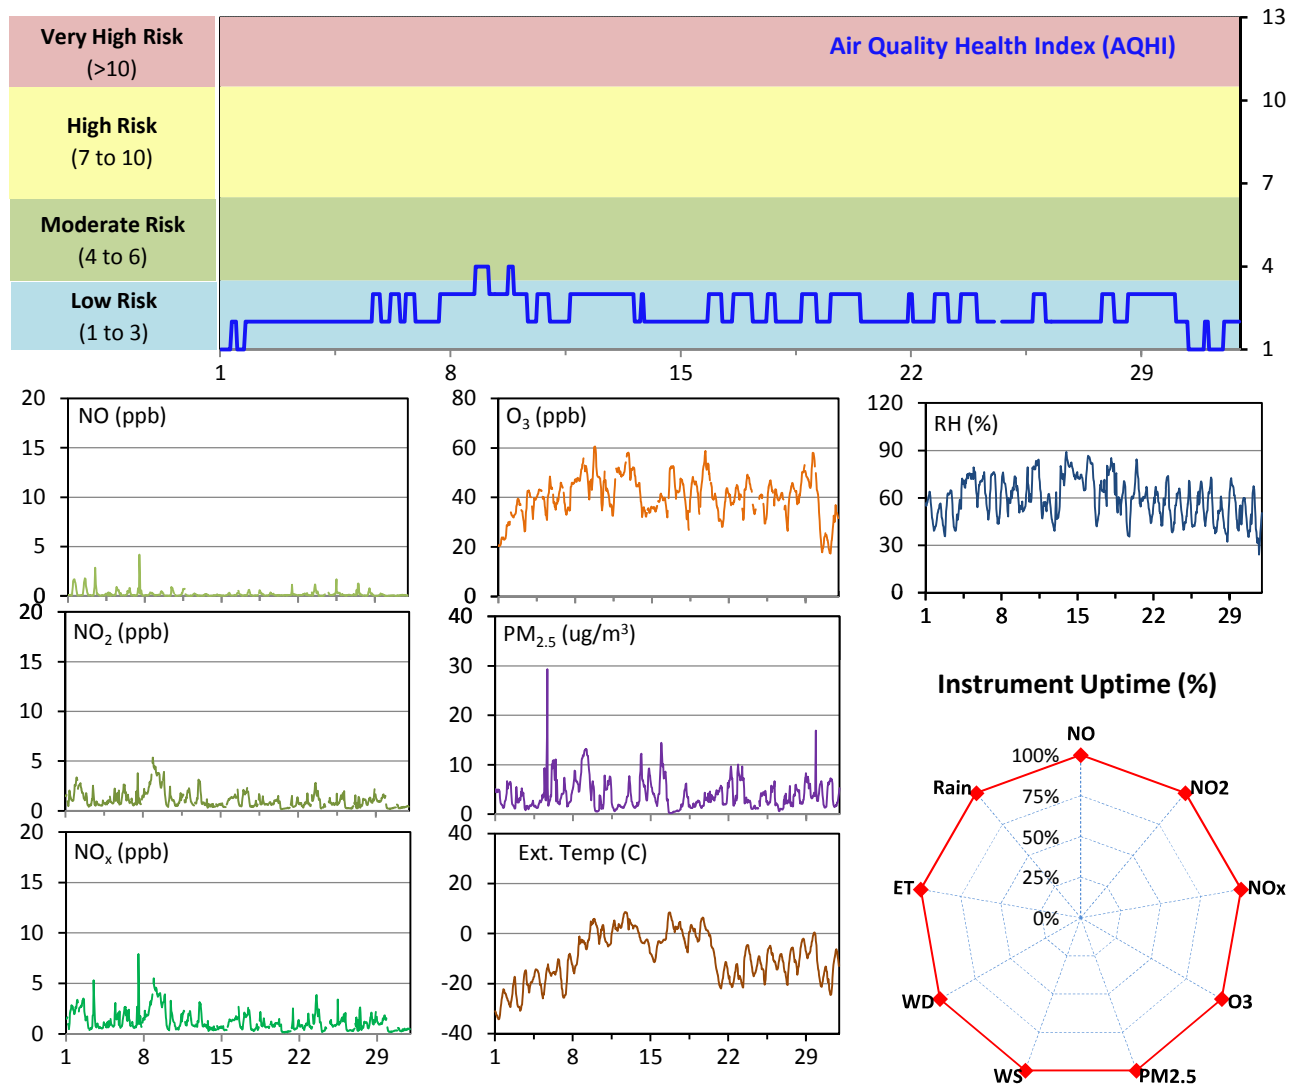 Very High Risk
(>10)
High Risk
(7 to 10)
Moderate Risk
(4 to 6)
Low Risk
(1 to 3)
Air Quality Health Index (AQHI)
13
10
7
4
1
1 8 15 22 29
NO (ppb)
20
15
10
5
0
O3 (ppb)
80
60
40
20
0
RH (%)
120
90
60
30
0
1 8 15 22 29
NO2 (ppb)
20
15
10
5
0
PM2.5 (ug/m³)
40
30
20
10
0
NOx (ppb)
20
15
10
5
0
1 8 15 22 29
Ext. Temp (C)
40
20
0
-20
-40
1 8 15 22 29
Instrument Uptime (%)
NO
NO2
NOx
O3
PM2.5
WS
WD
ET
Rain
100%
75%
50%
25%
0%